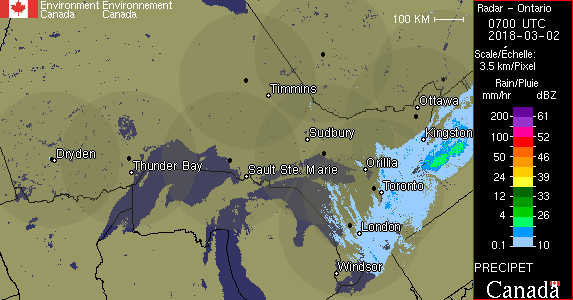 Environment Environnement
Canada Canada
100 KM
Timmins
Ottawa
Sudbury
Kingston
Dryden
Thunder Bay
Sault Ste. Marie
Orillia
Toronto
London
Windsor
Radar - Ontario
0700 UTC
2018-03-02
Scale/Échelle:
3.5 km/Pixel
Rain/Pluie
mm/hr dBZ
200 61
100 52
50 46
24 39
12 33
4 26
0.1 10
PRECIPET
Canada